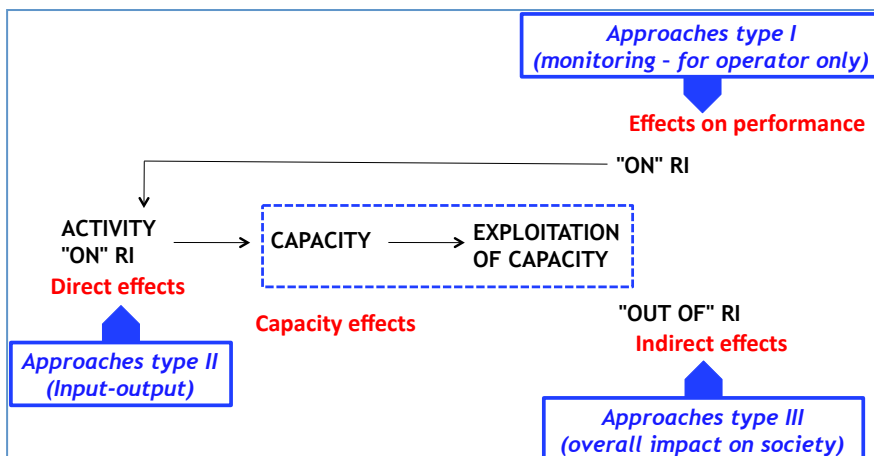 Approaches type I
(monitoring – for operator only)
Effects on performance
"ON" RI
ACTIVITY
"ON" RI
CAPACITY
EXPLOITATION
OF CAPACITY
Direct effects
Capacity effects
"OUT OF" RI
Indirect effects
Approaches type II
(Input-output)
Approaches type III
(overall impact on society)